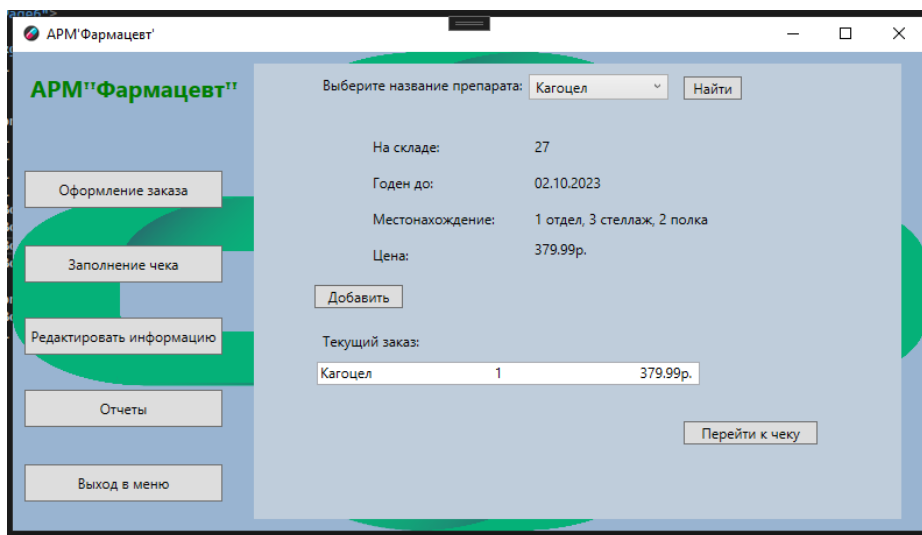 АРМ'Фармацевт'
АРМ"Фармацевт"
Выберите название препарата: Кагоцел Найти
На складе: 27
Годен до: 02.10.2023
Местонахождение: 1 отдел, 3 стеллаж, 2 полка
Цена: 379.99р.
Добавить
Текущий заказ:
Кагоцел 1 379.99р.
Перейти к чеку
Оформление заказа
Заполнение чека
Редактировать информацию
Отчеты
Выход в меню